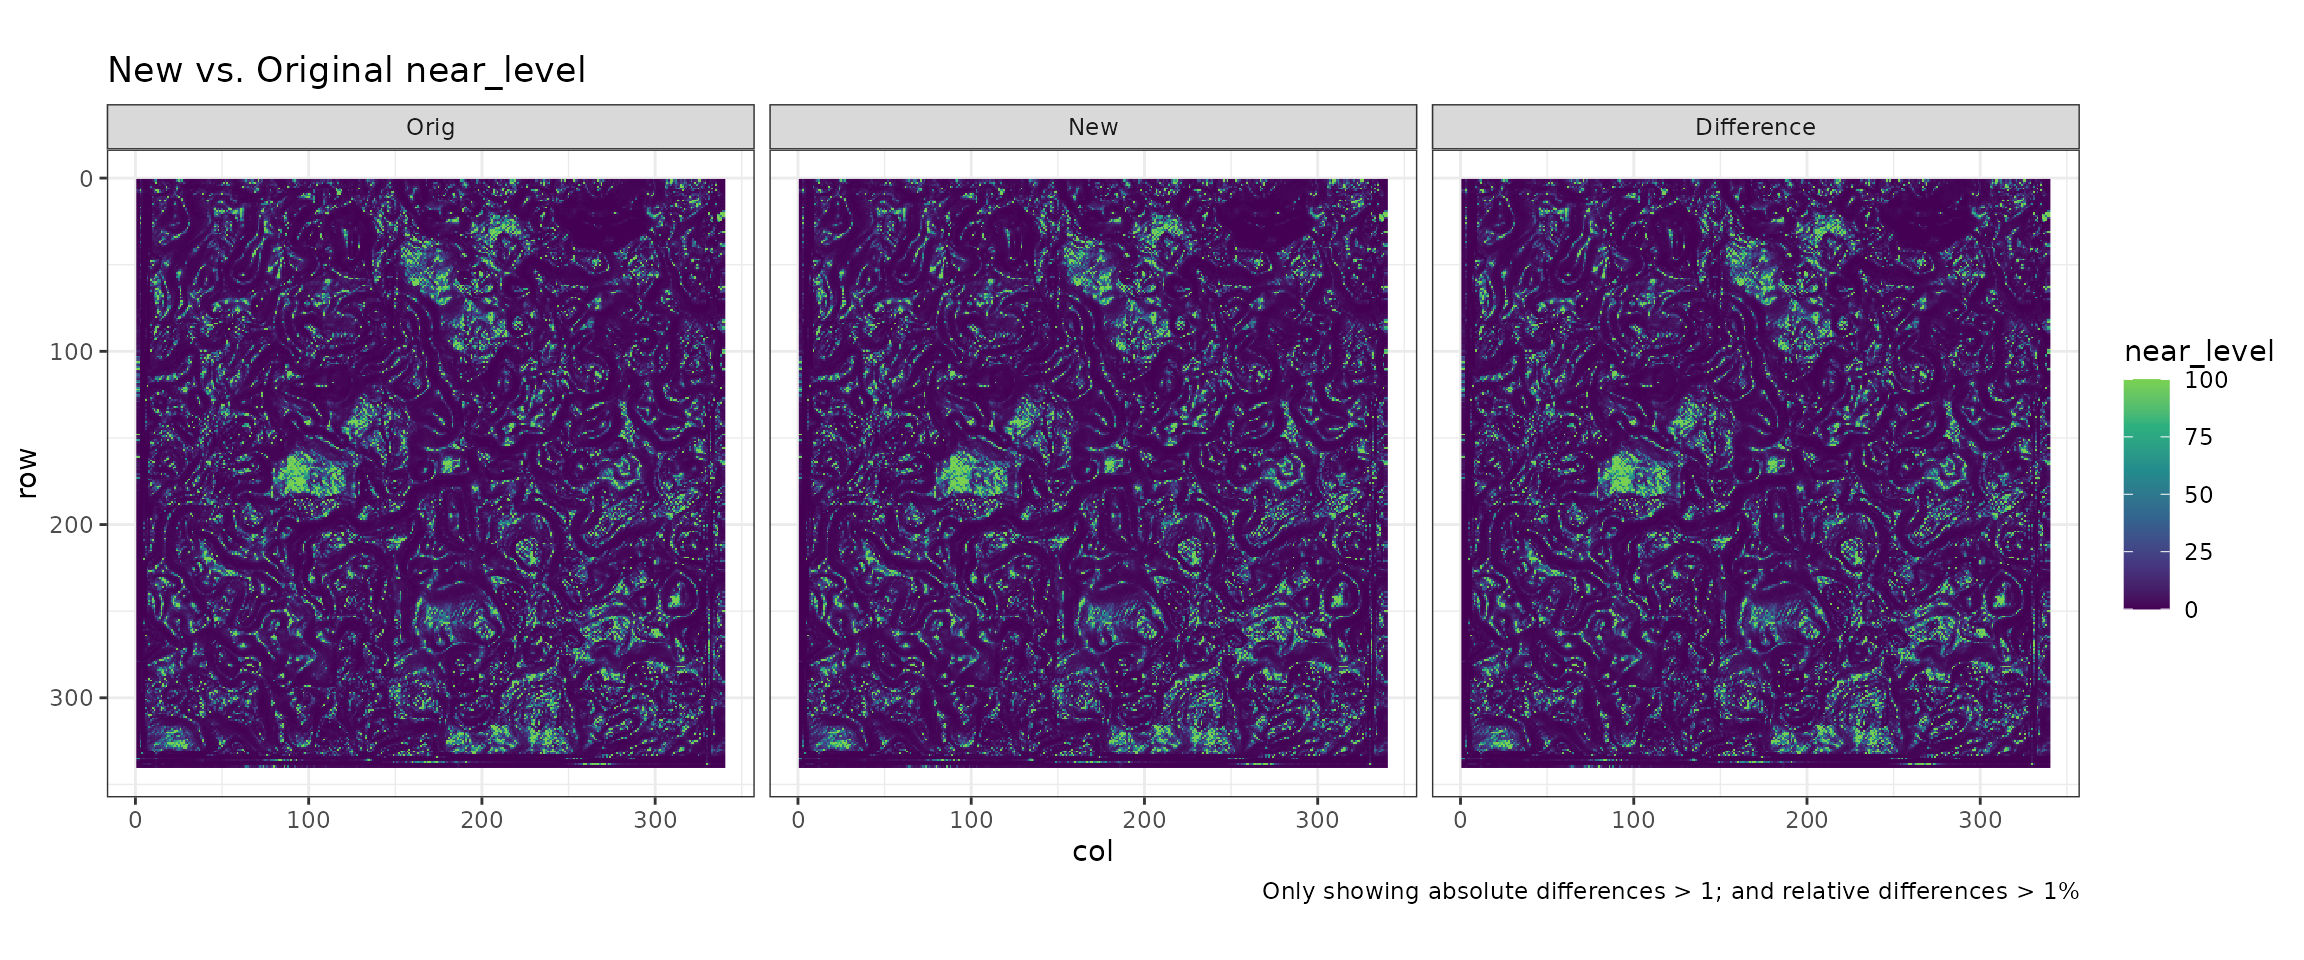 New vs. Original near_level
Orig
New
Difference
0
100
200
300
row
0
100
200
300
0
100
200
300
0
100
200
300
col
near_level
100
75
50
25
0
Only showing absolute differences > 1; and relative differences > 1%